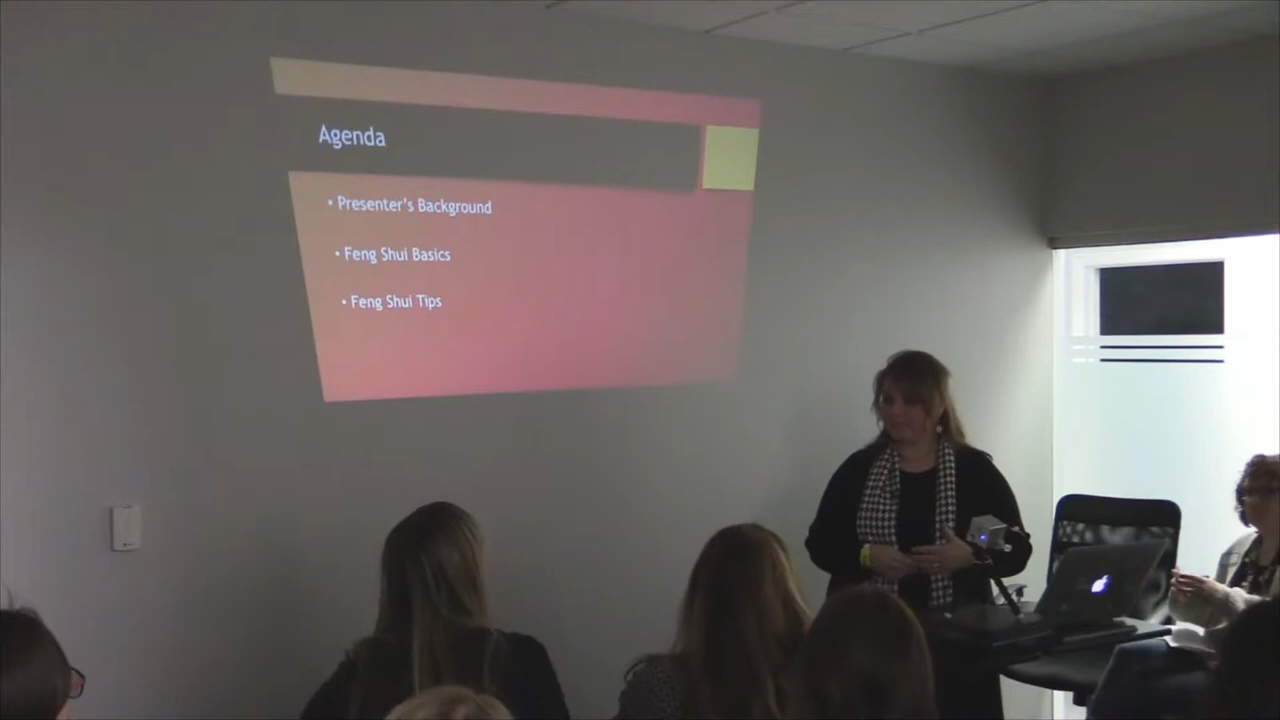 Agenda
• Presenter's Background
• Feng Shui Basics
• Feng Shui Tips